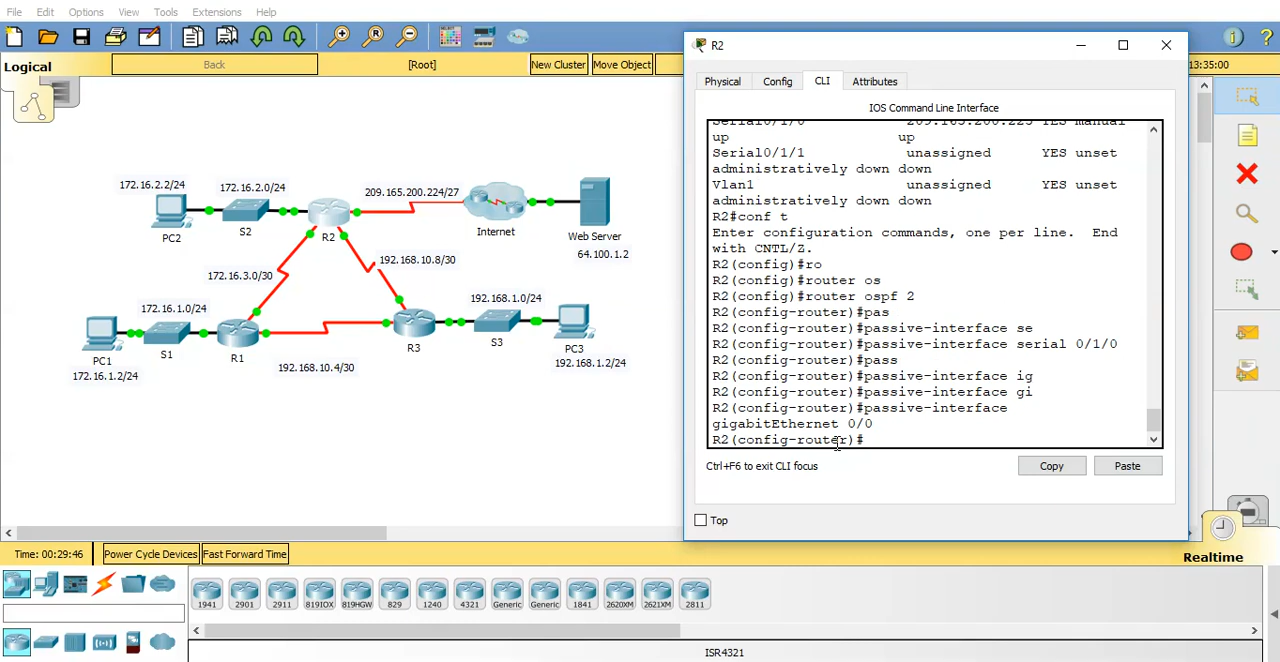 File Edit Options View Tools Extensions Help
Logical
Back
[Root]
New Cluster
Move Object
13:35:00
172.16.2.2/24
172.16.2.0/24
209.165.200.224/27
PC2
S2
R2
Internet
Web Server
64.100.1.2
172.16.3.0/30
192.168.10.8/30
172.16.1.0/24
192.168.1.0/24
PC1
S1
R1
R3
S3
PC3
172.16.1.2/24
192.168.10.4/30
192.168.1.2/24
R2
Physical Config CLI Attributes
IOS Command Line Interface
Serial0/1/0 209.165.200.225 YES manual
up up
Serial0/1/1 unassigned YES unset
administratively down down
Vlan1 unassigned YES unset
administratively down down
R2#conf t
Enter configuration commands, one per line. End
with CNTL/Z.
R2(config)#ro
R2(config)#router os
R2(config)#router ospf 2
R2(config-router)#pas
R2(config-router)#passive-interface se
R2(config-router)#passive-interface serial 0/1/0
R2(config-router)#pass
R2(config-router)#passive-interface ig
R2(config-router)#passive-interface gi
R2(config-router)#passive-interface
gigabitEthernet 0/0
R2(config-router)#
Ctrl+F6 to exit CLI focus
Copy
Paste
Top
Time: 00:29:46
Power Cycle Devices
Fast Forward Time
Realtime
1941 2901 2911 819IOX 819HGW 829 1240 4321 Generic Generic 1841 2620XM 2621XM 2811
ISR4321